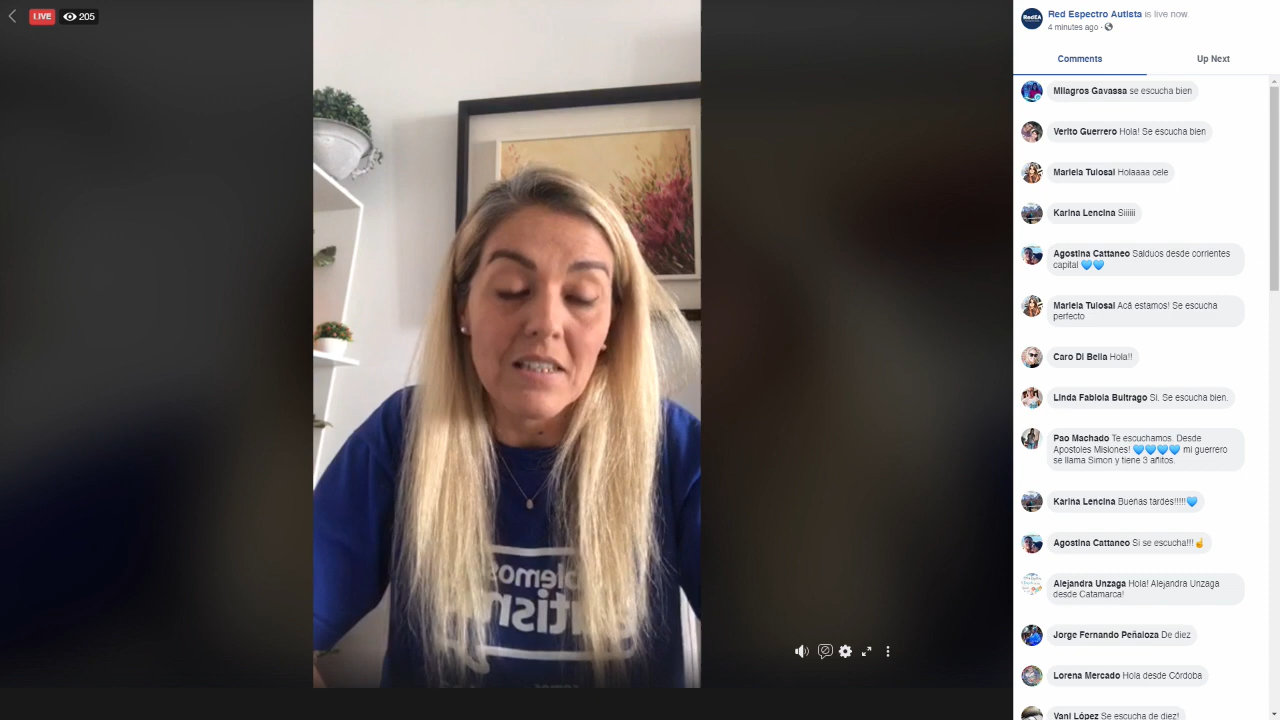 LIVE
205
Red Espectro Autista is live now.
4 minutes ago ·
Comments
Up Next
Milagros Gavassa se escucha bien
Verito Guerrero Hola! Se escucha bien
Mariela Tulosai Holaaaa cele
Karina Lencina Siiiiii
Agostina Cattaneo Salduos desde corrientes
capital 💙💙
Mariela Tulosai Acá estamos! Se escucha
perfecto
Caro Di Bella Hola!!
Linda Fabiola Buitrago Si. Se escucha bien.
Pao Machado Te escuchamos. Desde
Apostoles Misiones! 💙💙💙💙 mi guerrero
se llama Simon y tiene 3 añitos.
Karina Lencina Buenas tardes!!!!!💙
Agostina Cattaneo Si se escucha!!!☝
Alejandra Unzaga Hola! Alejandra Unzaga
desde Catamarca!
Jorge Fernando Peñaloza De diez
Lorena Mercado Hola desde Córdoba
Vani López Se escucha de diez!